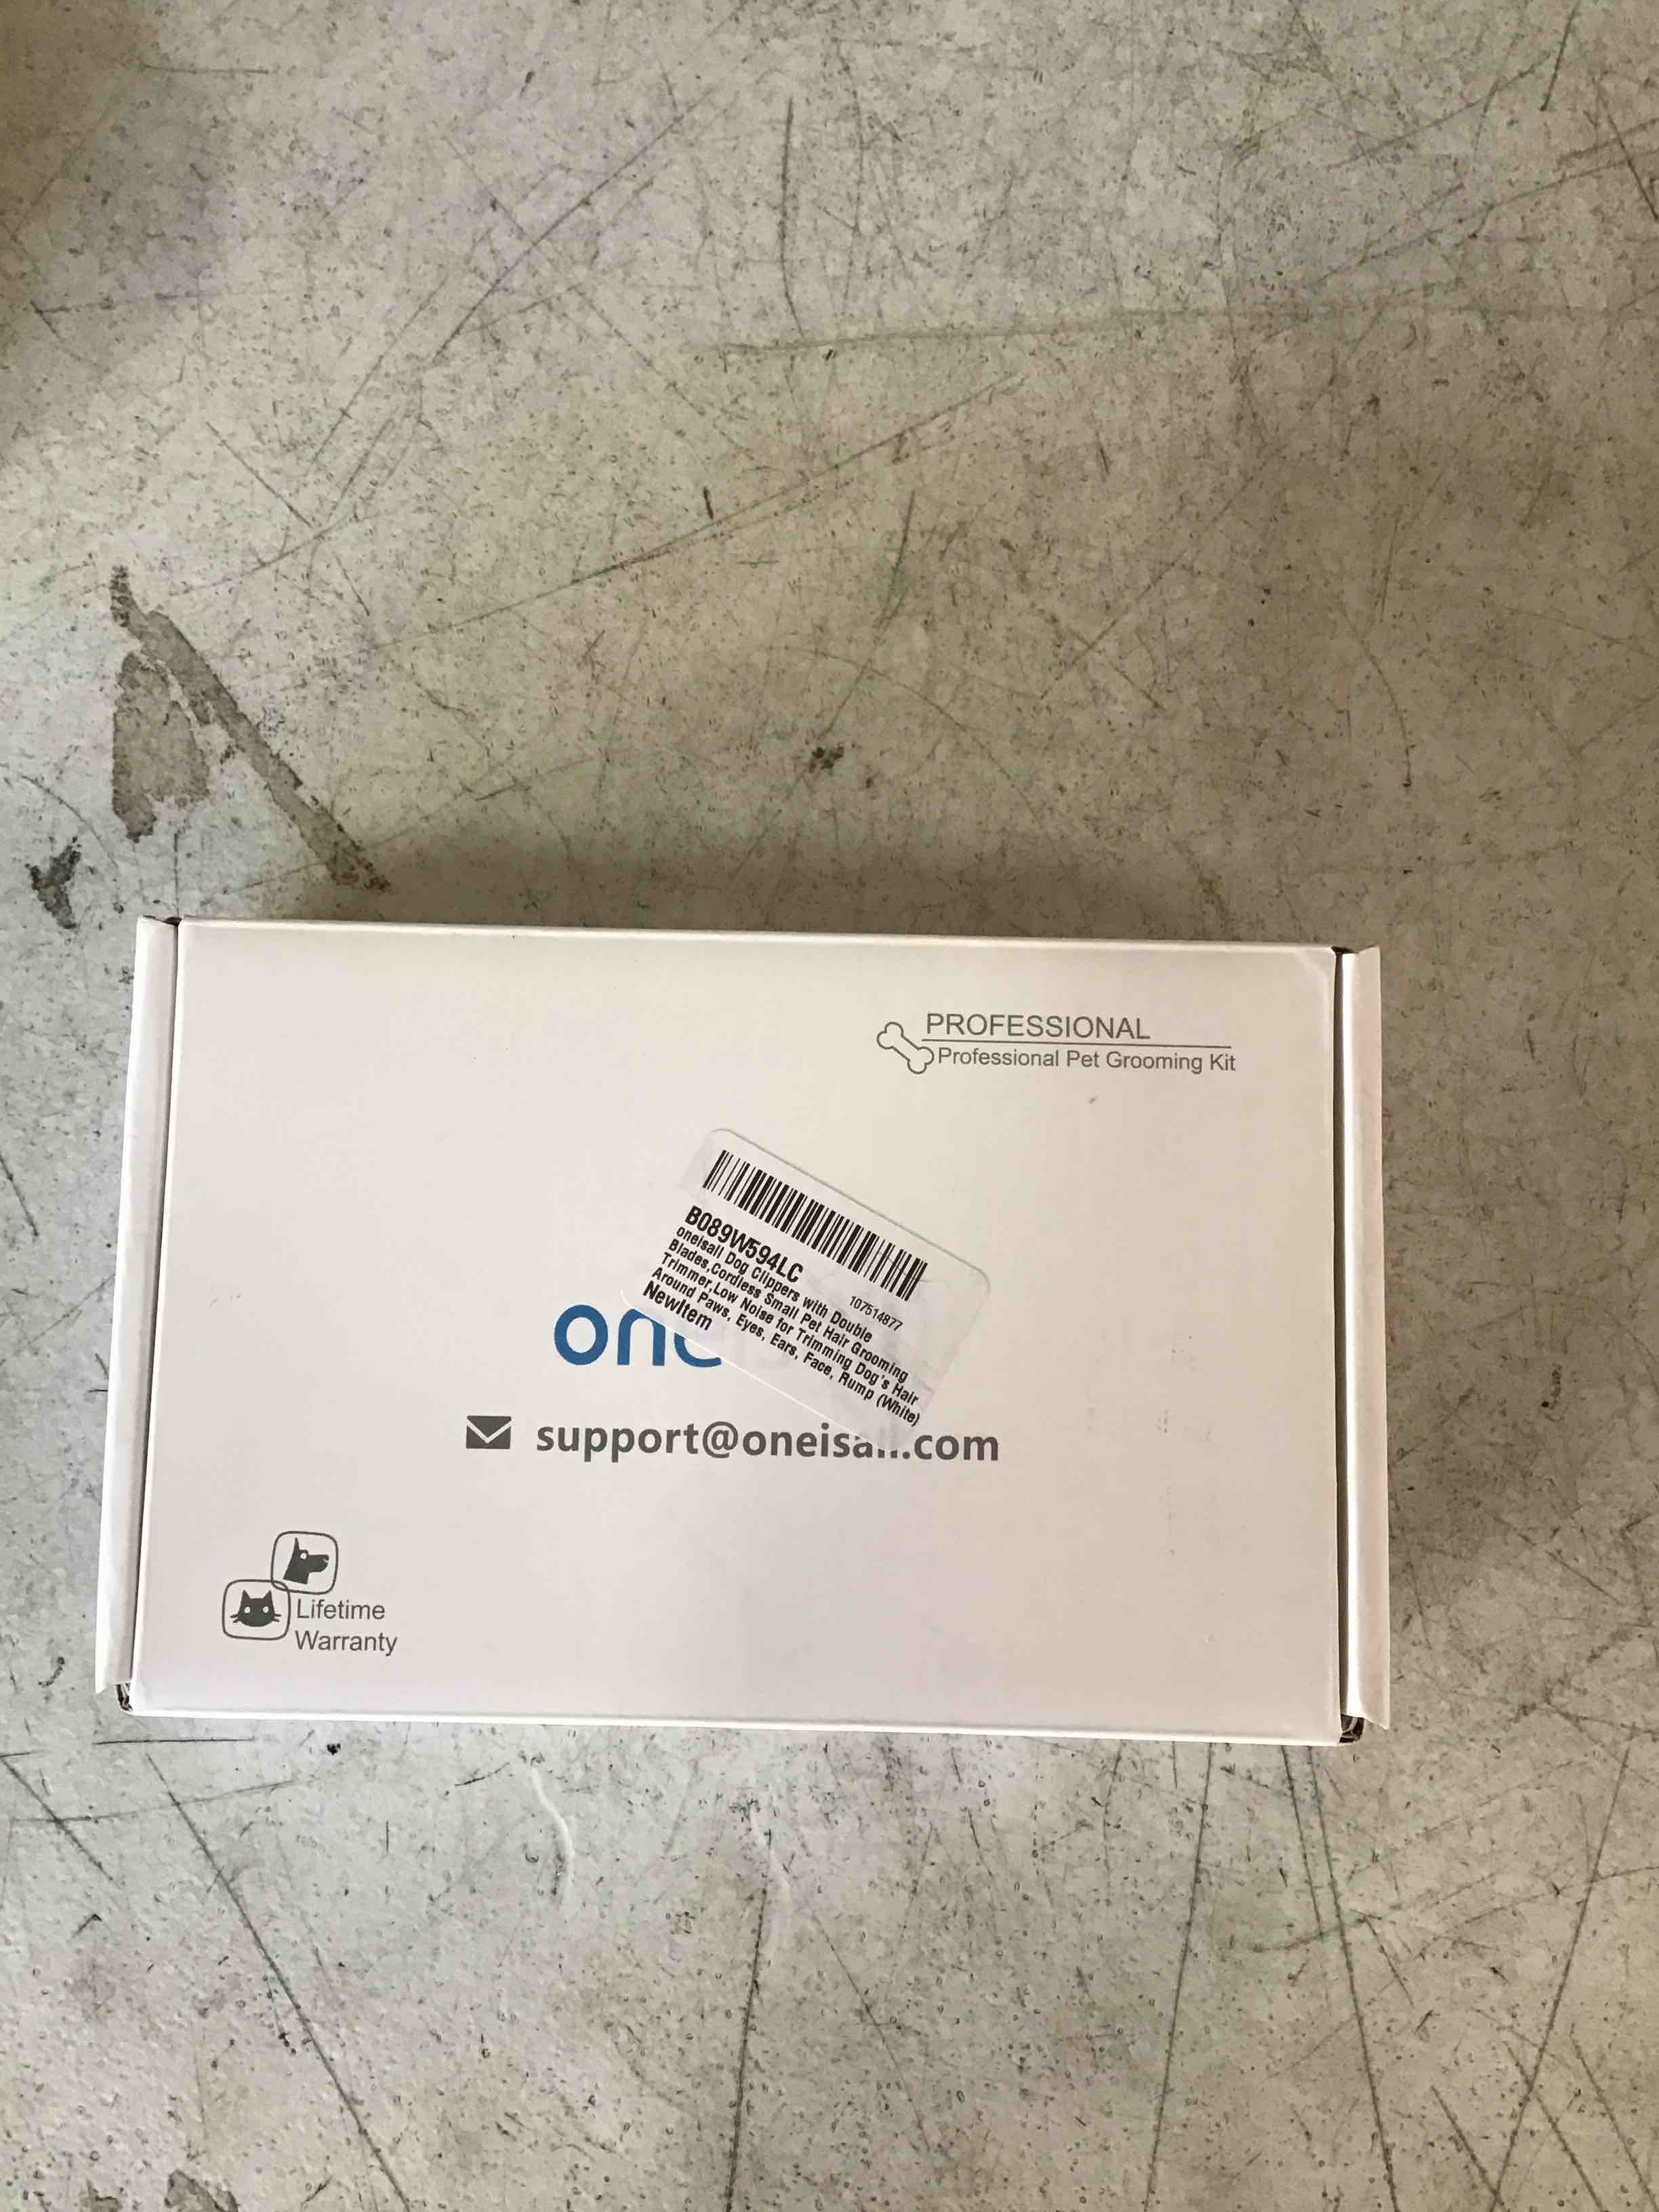 PROFESSIONAL
Professional Pet Grooming Kit
B089W594LC
107514877
oneisall Dog Clippers with Double
Blades,Cordless Small Pet Hair Grooming
Trimmer,Low Noise for Trimming Dog's Hair
Around Paws, Eyes, Ears, Face, Rump (White)
NewItem
one
support@oneisall.com
Lifetime
Warranty